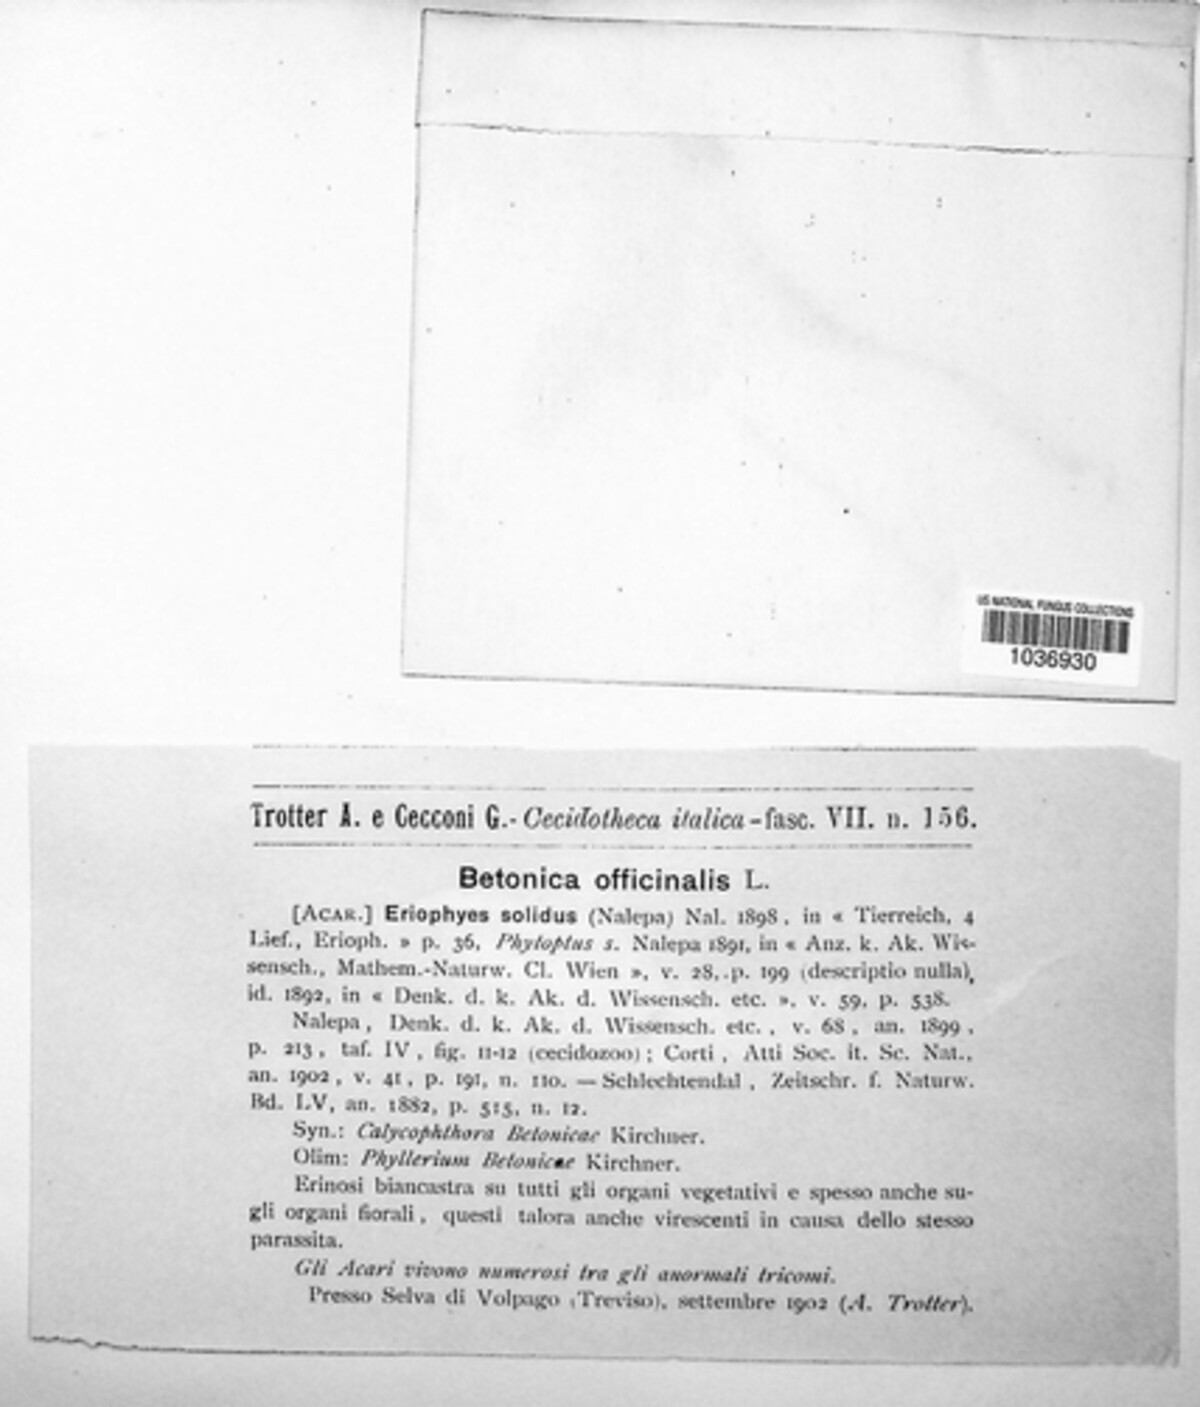 US NATIONAL FUNGUS COLLECTIONS
1036930
Trotter A. e Cecconi G.- Cecidotheca italica - fasc. VII. n. 156.
Betonica officinalis L.
[ACAR.] Eriophyes solidus (Nalepa) Nal. 1898, in « Tierreich, 4
Lief., Erioph. » p. 36, Phytoptus s. Nalepa 1891, in « Anz. k. Ak. Wis-
sensch., Mathem.-Naturw. Cl. Wien », v. 28, p. 199 (descriptio nulla),
id. 1892, in « Denk. d. k. Ak. d. Wissensch. etc. », v. 59, p. 538.
Nalepa, Denk. d. k. Ak. d. Wissensch. etc., v. 68, an. 1899,
p. 213, taf. IV, fig. 11-12 (cecidozoo); Corti, Atti Soc. it. Sc. Nat.,
an. 1902, v. 41, p. 191, n. 110. — Schlechtendal, Zeitschr. f. Naturw.
Bd. LV, an. 1882, p. 515, n. 12.
Syn.: Calycophthora Betonicae Kirchner.
Olim: Phyllerium Betonicae Kirchner.
Erinosi biancastra su tutti gli organi vegetativi e spesso anche su-
gli organi fiorali, questi talora anche virescenti in causa dello stesso
parassita.
Gli Acari vivono numerosi tra gli anormali tricomi.
Presso Selva di Volpago (Treviso), settembre 1902 (A. Trotter).